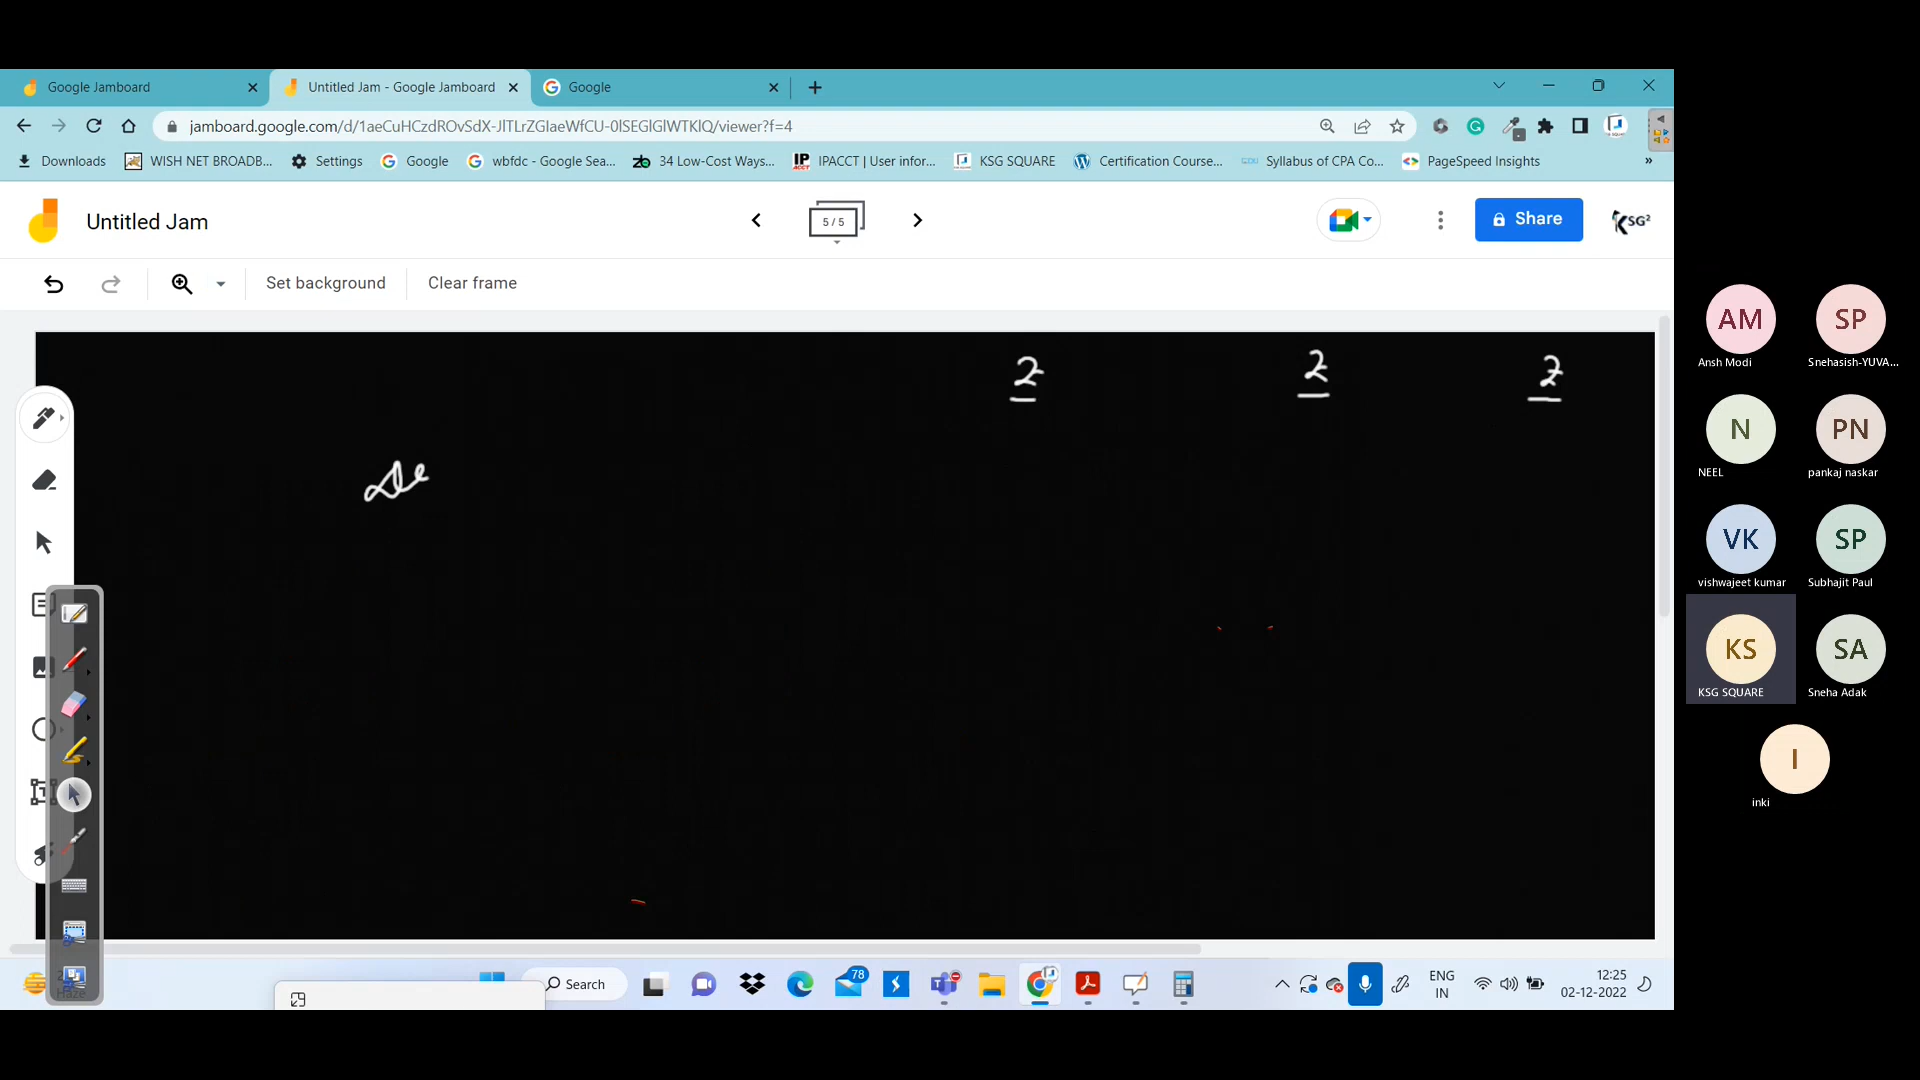 Google Jamboard
Untitled Jam - Google Jamboard
Google
jamboard.google.com/d/1aeCuHCzdROvSdX-JlTLrZGIaeWfCU-0lSEGlGlWTKlQ/viewer?f=4
Downloads WISH NET BROADB... Settings Google wbfdc - Google Sea... 34 Low-Cost Ways... IPACCT | User infor... KSG SQUARE Certification Course... Syllabus of CPA Co... PageSpeed Insights »
Untitled Jam
5 / 5
Share
KSG²
Set background Clear frame
2 2 2
AM SP
Ansh Modi Snehasish-YUVA...
N PN
NEEL pankaj naskar
VK SP
vishwajeet kumar Subhajit Paul
KS SA
KSG SQUARE Sneha Adak
I
inki
Haze
Search
78
ENG
IN
12:25
02-12-2022